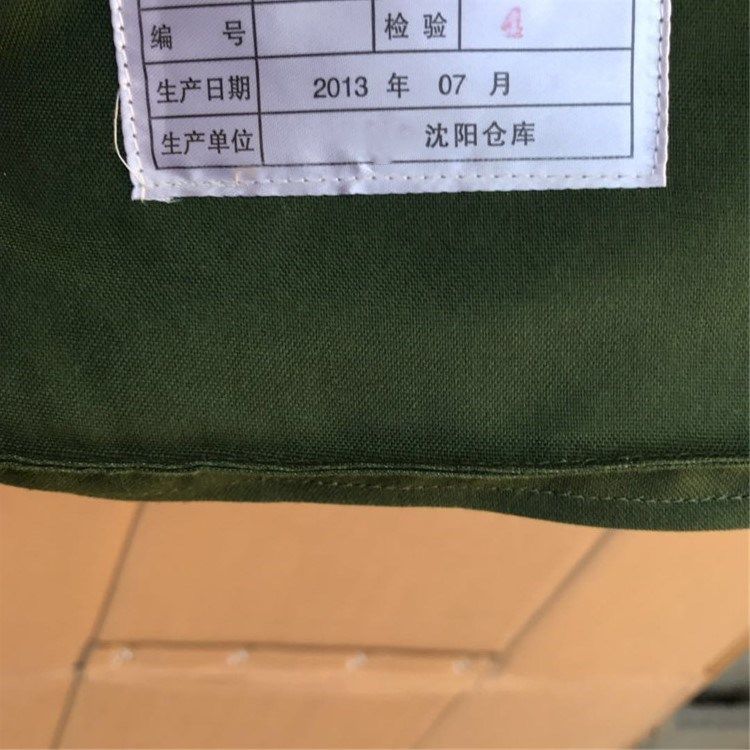 编 号 检 验 4
生产日期 2013 年 07 月
生产单位 沈阳仓库